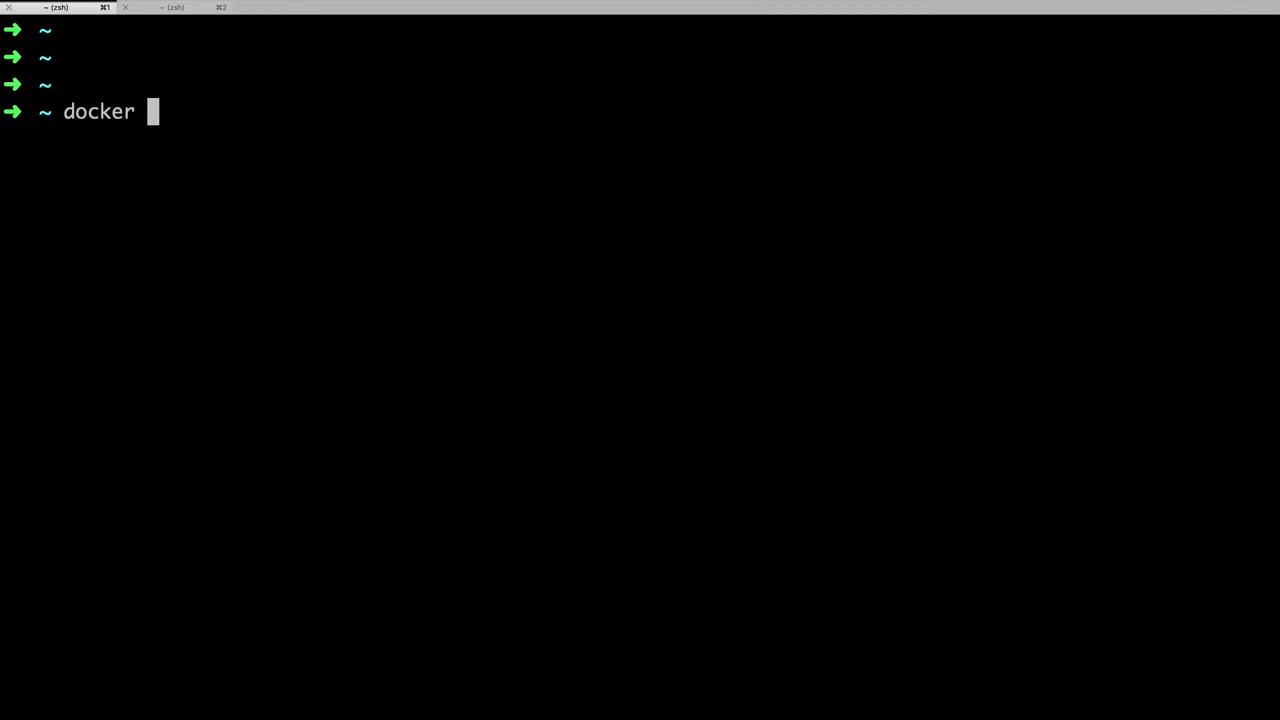 ~ (zsh) ⌘1 ~ (zsh) ⌘2
➜ ~
➜ ~
➜ ~
➜ ~ docker